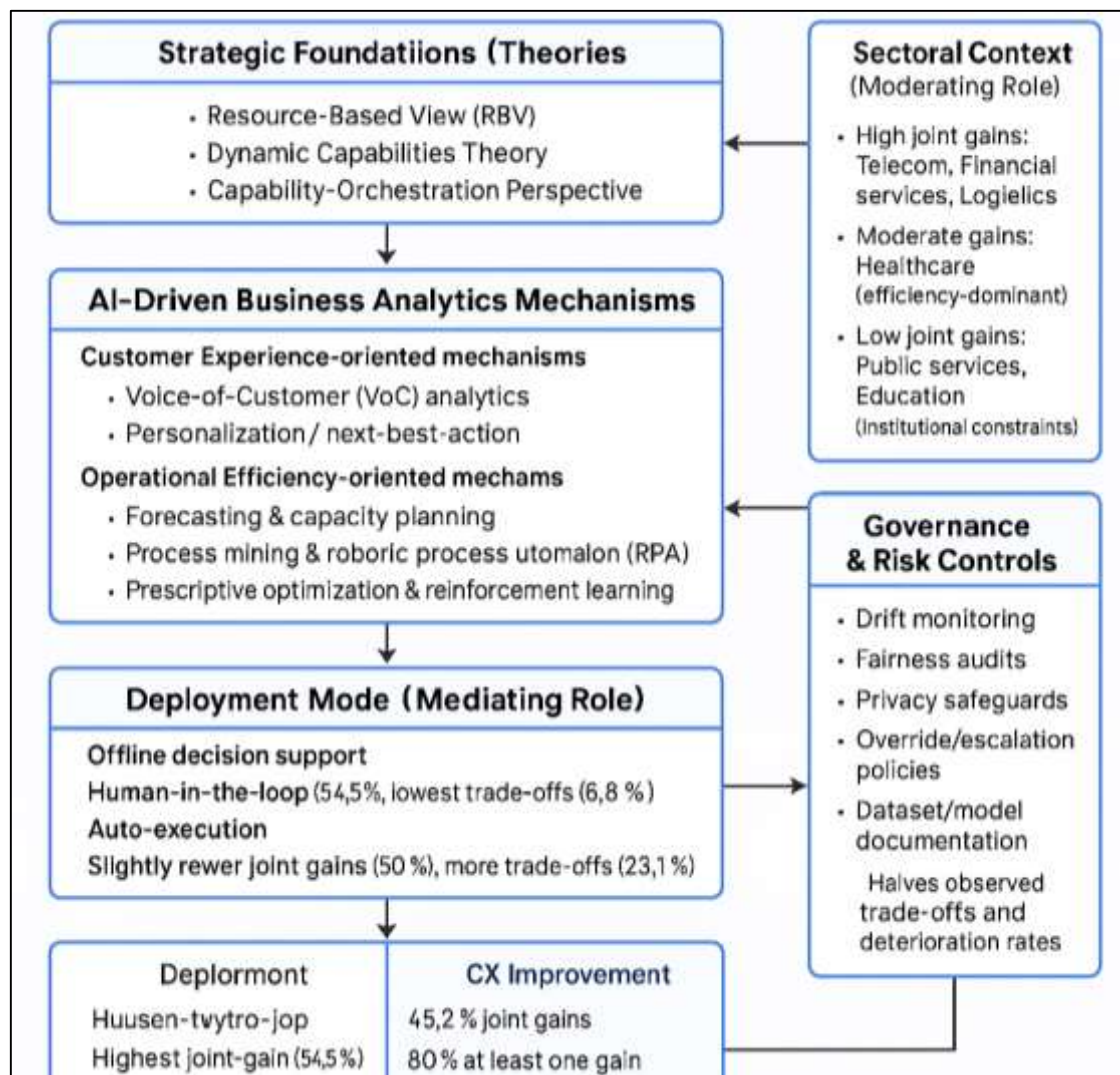 Strategic Foundatiions (Theories
• Resource-Based View (RBV)
• Dynamic Capabilities Theory
• Capability-Orchestration Perspective
AI-Driven Business Analytics Mechanisms
Customer Experience-oriented mechanisms
• Voice-of-Customer (VoC) analytics
• Personalization / next-best-action
Operational Efficiency-oriented mechams
• Forecasting & capacity planning
• Process mining & roboric process utomalon (RPA)
• Prescriptive optimization & reinforcement learning
Deployment Mode (Mediating Role)
Offline decision support
Human-in-the-loop (54,5%, lowest trade-offs (6,8 %)
Auto-execution
Slightly rewer joint gains (50 %), more trade-offs (23,1 %)
Deplormont
Huusen-tvytro-jop
Highest joint-gain (54,5%)
CX Improvement
45,2 % joint gains
80 % at least one gain
Sectoral Context
(Moderating Role)
• High joint gains:
Telecom, Financial
services, Logielics
• Moderate gains:
Healthcare
(efficiency-dominant)
• Low joint gains:
Public services,
Education
(Institutional constraints)
Governance
& Risk Controls
• Drift monitoring
• Fairness audits
• Privacy safeguards
• Override/escalation
policies
• Dataset/model
documentation
Halves observed
trade-offs and
deterioration rates